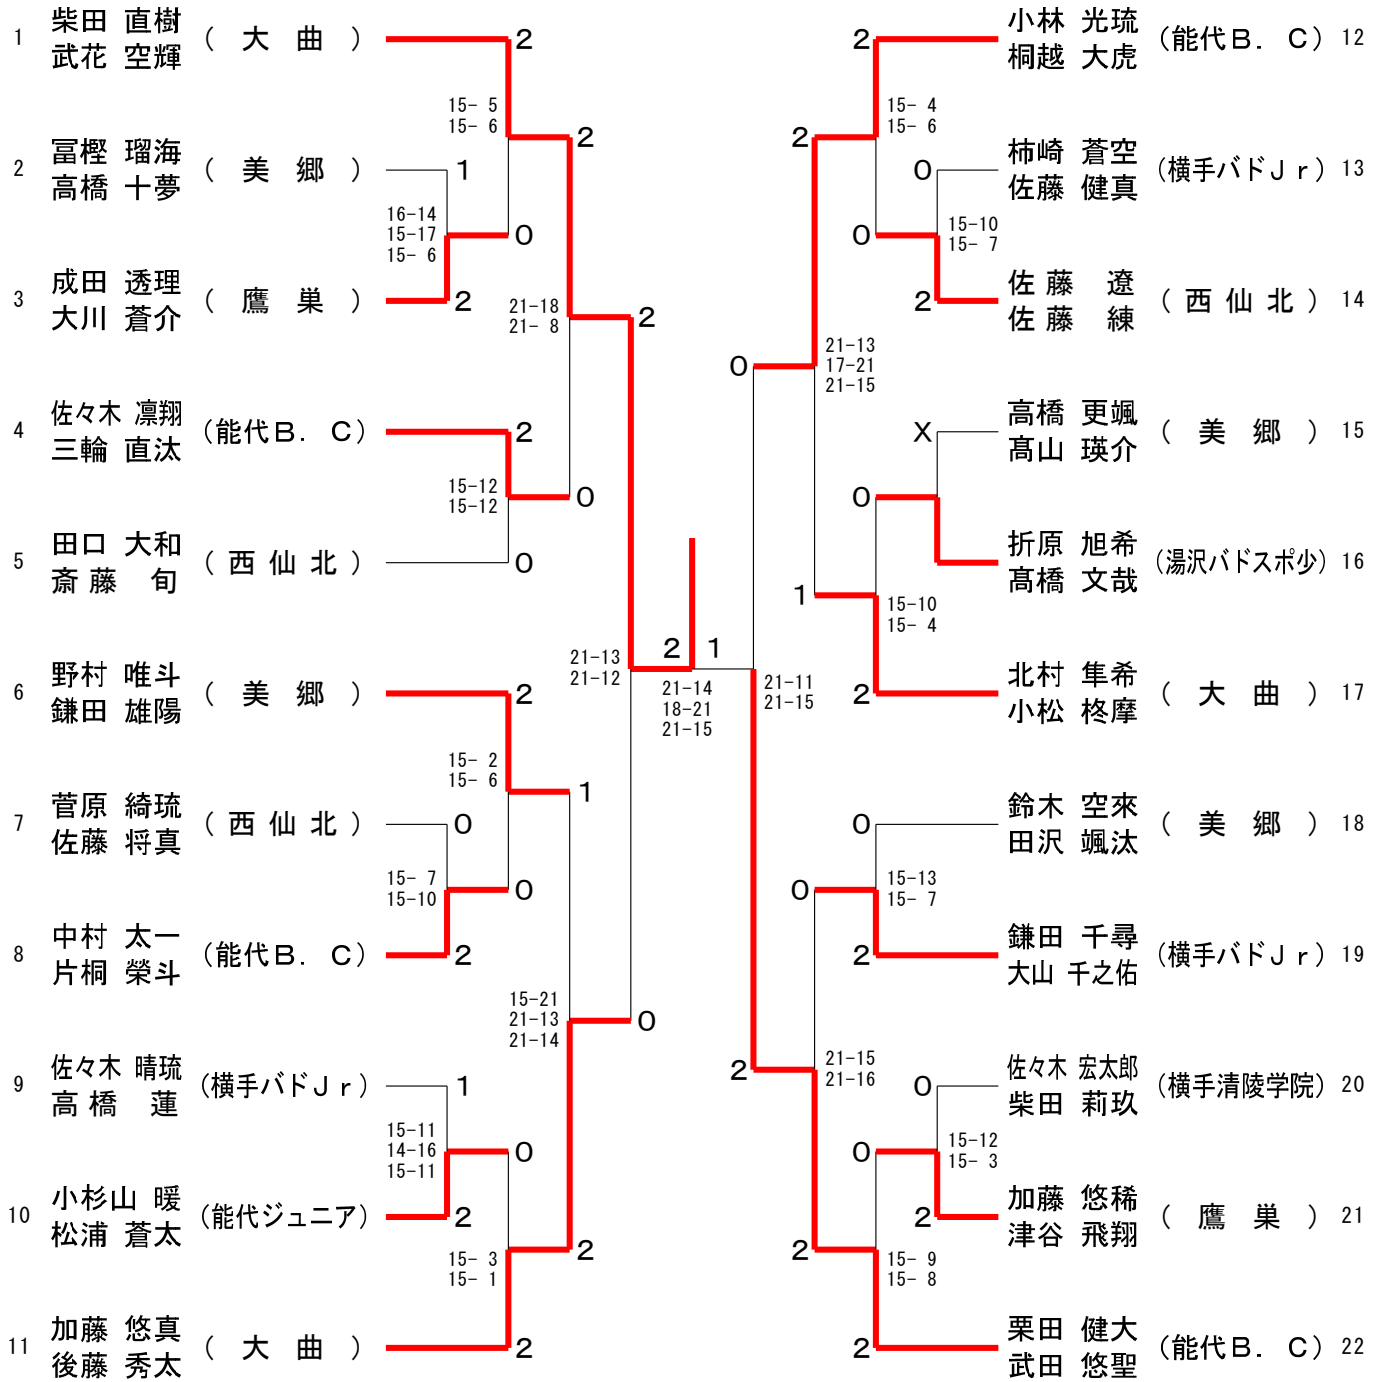 1 柴田 直樹 武花 空輝 ( 大 曲 ) 2
15- 5
15- 6
2
2 冨樫 瑠海 高橋 十夢 ( 美 郷 ) 1
16-14
15-17
15- 6
0
3 成田 透理 大川 蒼介 ( 鷹 巣 ) 2
21-18
21- 8
2
4 佐々木 凛翔 三輪 直汰 (能代B. C) 2
15-12
15-12
0
5 田口 大和 斎藤 旬 ( 西 仙 北 ) 0
21-13
21-12
6 野村 唯斗 鎌田 雄陽 ( 美 郷 ) 2
15- 2
15- 6
1
7 菅原 綺琉 佐藤 将真 ( 西 仙 北 ) 0
15- 7
15-10
0
8 中村 太一 片桐 榮斗 (能代B. C) 2
15-21
21-13
21-14
0
9 佐々木 晴琉 高橋 蓮 (横手バドJr) 1
15-11
14-16
15-11
0
10 小杉山 暖 松浦 蒼太 (能代ジュニア) 2
15- 3
15- 1
2
11 加藤 悠真 後藤 秀太 ( 大 曲 ) 2
2 1
21-14
18-21
21-15
2 小林 光琉 桐越 大虎 (能代B. C) 12
15- 4
15- 6
2
0 柿崎 蒼空 佐藤 健真 (横手バドJr) 13
15-10
15- 7
0
2 佐藤 遼 佐藤 練 ( 西 仙 北 ) 14
21-13
17-21
21-15
0
X 高橋 更颯 髙山 瑛介 ( 美 郷 ) 15
0
折原 旭希 髙橋 文哉 (湯沢バドスポ少) 16
15-10
15- 4
1
2 北村 隼希 小松 柊摩 ( 大 曲 ) 17
21-11
21-15
0 鈴木 空來 田沢 颯汰 ( 美 郷 ) 18
15-13
15- 7
0
2 鎌田 千尋 大山 千之佑 (横手バドJr) 19
21-15
21-16
2
0 佐々木 宏太郎 柴田 莉玖 (横手清陵学院) 20
15-12
15- 3
0
2 加藤 悠稀 津谷 飛翔 ( 鷹 巣 ) 21
15- 9
15- 8
2
2 栗田 健大 武田 悠聖 (能代B. C) 22